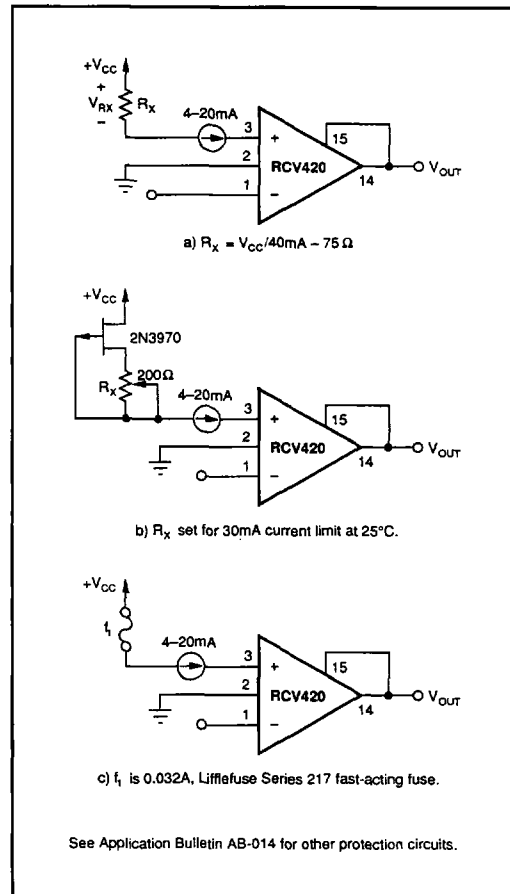 +VCC
+
VRX
–
RX
4–20mA
3
+
2
RCV420
1
–
15
14
VOUT
a) RX = VCC/40mA – 75 Ω
+VCC
2N3970
200Ω
RX
4–20mA
3
+
2
RCV420
1
–
15
14
VOUT
b) RX set for 30mA current limit at 25°C.
+VCC
f1
4–20mA
3
+
2
RCV420
1
–
15
14
VOUT
c) f1 is 0.032A, Lifflefuse Series 217 fast-acting fuse.
See Application Bulletin AB-014 for other protection circuits.